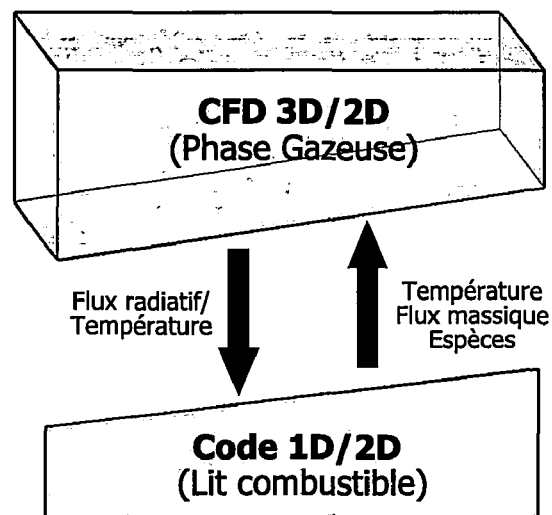 CFD 3D/2D
(Phase Gazeuse)
Flux radiatif/
Température
Température
Flux massique
Espèces
Code 1D/2D
(Lit combustible)